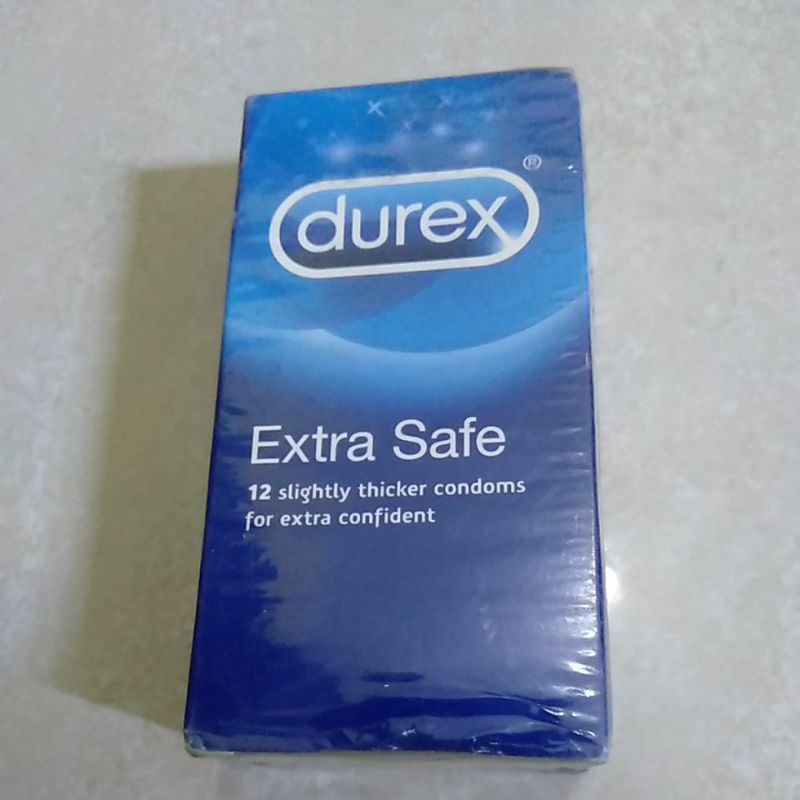 durex®
Extra Safe
12 slightly thicker condoms
for extra confident